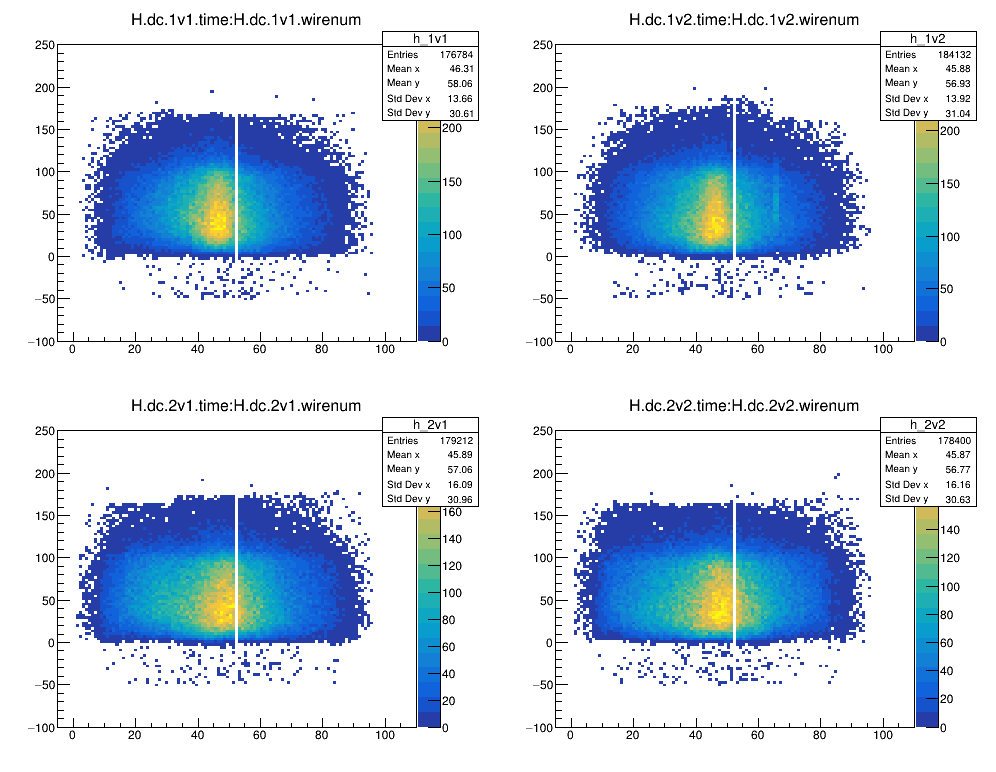 H.dc.1v1.time:H.dc.1v1.wirenum
h_1v1
Entries 176784
Mean x 46.31
Mean y 58.06
Std Dev x 13.66
Std Dev y 30.61
250
200
150
100
50
0
−50
−100
0 20 40 60 80 100
200
150
100
50
0
H.dc.1v2.time:H.dc.1v2.wirenum
h_1v2
Entries 184132
Mean x 45.88
Mean y 56.93
Std Dev x 13.92
Std Dev y 31.04
250
200
150
100
50
0
−50
−100
0 20 40 60 80 100
200
150
100
50
0
H.dc.2v1.time:H.dc.2v1.wirenum
h_2v1
Entries 179212
Mean x 45.89
Mean y 57.06
Std Dev x 16.09
Std Dev y 30.96
250
200
150
100
50
0
−50
−100
0 20 40 60 80 100
160
140
120
100
80
60
40
20
0
H.dc.2v2.time:H.dc.2v2.wirenum
h_2v2
Entries 178400
Mean x 45.87
Mean y 56.77
Std Dev x 16.16
Std Dev y 30.63
250
200
150
100
50
0
−50
−100
0 20 40 60 80 100
140
120
100
80
60
40
20
0